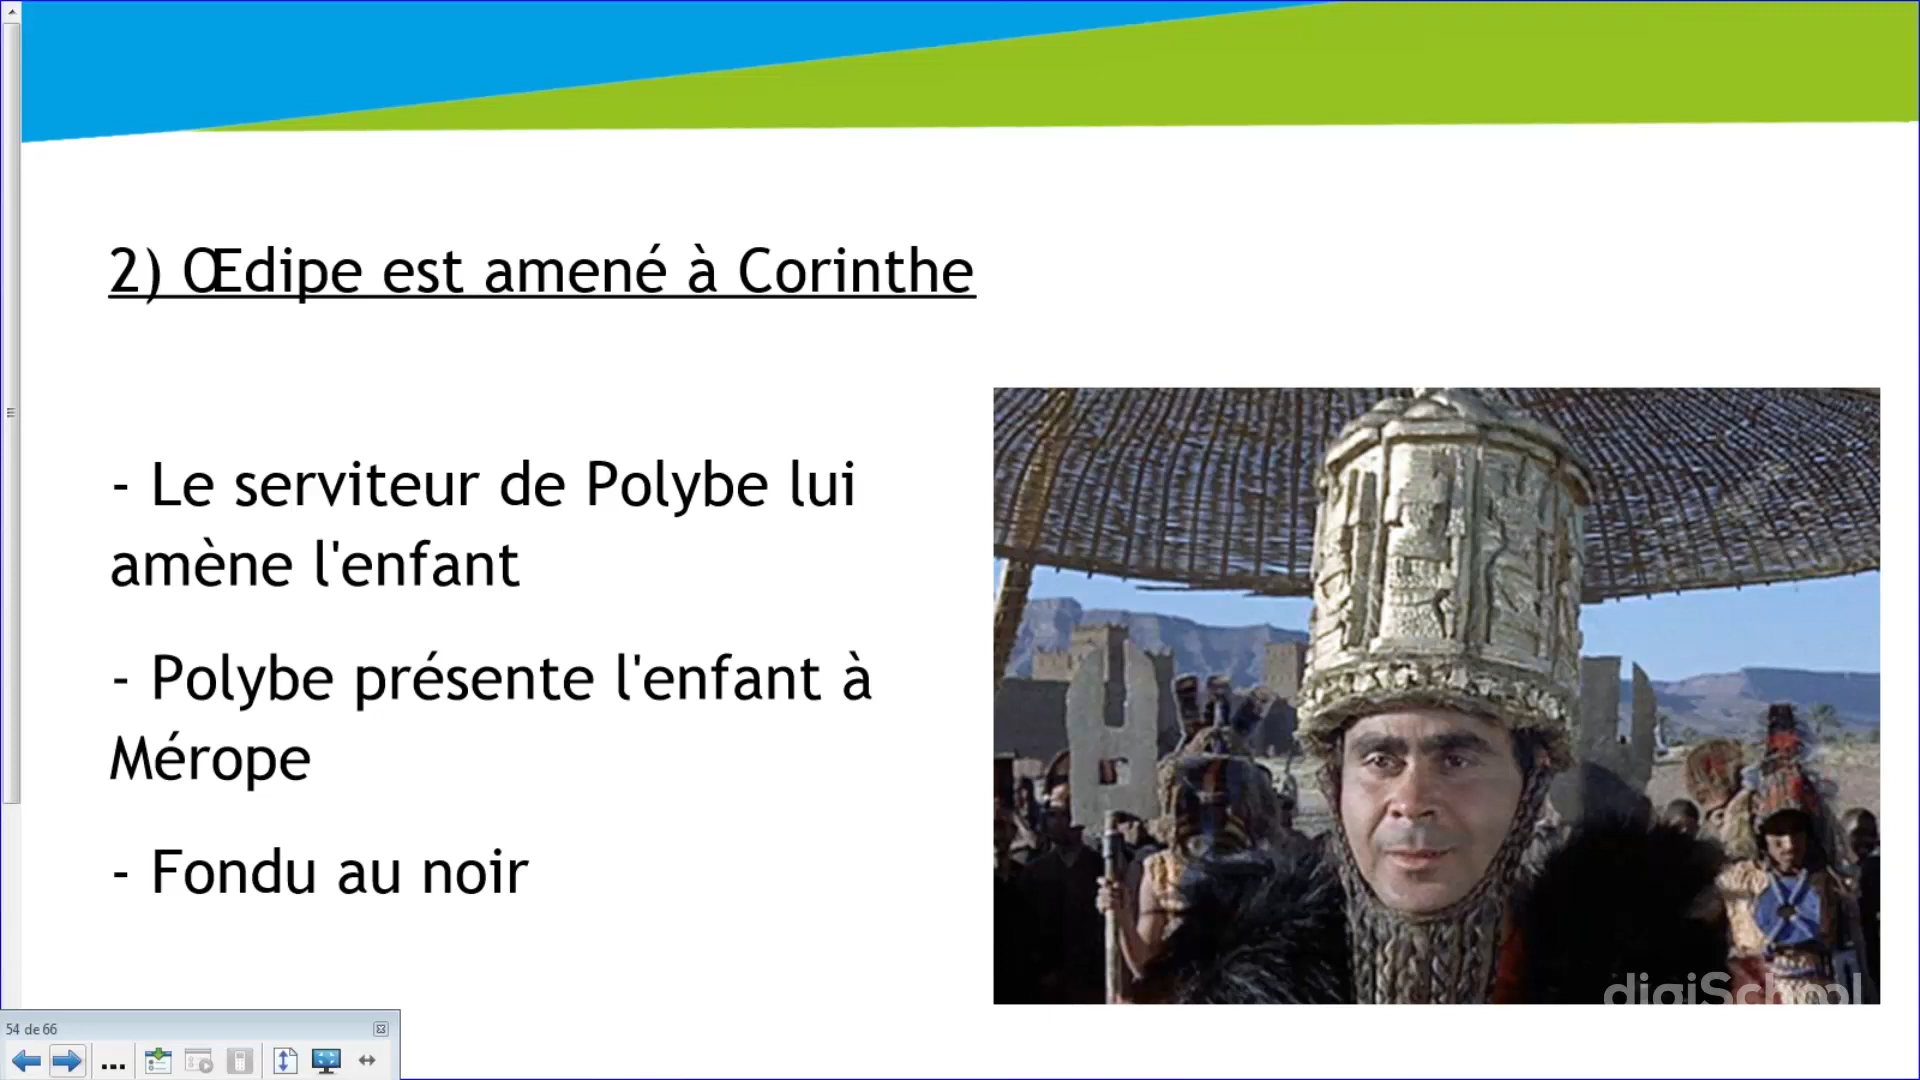 2) Œdipe est amené à Corinthe
- Le serviteur de Polybe lui
amène l'enfant
- Polybe présente l'enfant à
Mérope
- Fondu au noir
digiSchool
54 de 66
...